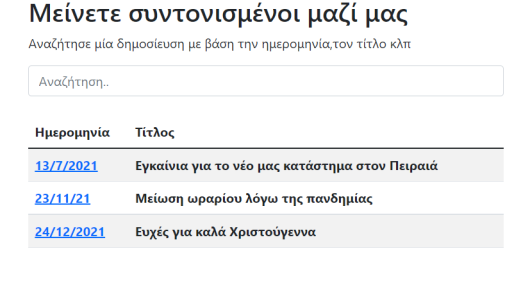 Μείνετε συντονισμένοι μαζί μας
Αναζήτησε μία δημοσίευση με βάση την ημερομηνία,τον τίτλο κλπ
Αναζήτηση..
Ημερομηνία Τίτλος
13/7/2021 Εγκαίνια για το νέο μας κατάστημα στον Πειραιά
23/11/21 Μείωση ωραρίου λόγω της πανδημίας
24/12/2021 Ευχές για καλά Χριστούγεννα